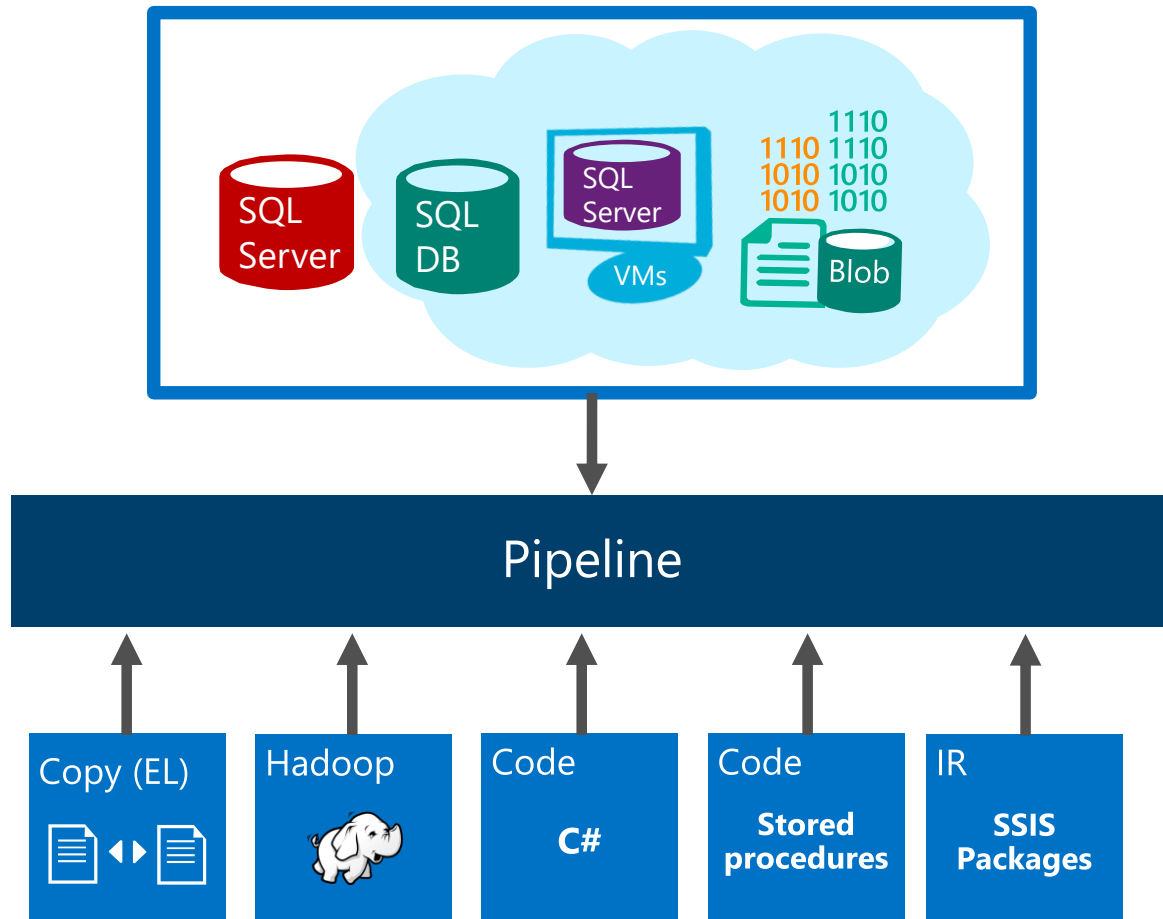 SQL
Server
SQL
DB
SQL
Server
VMs
1110
1110 1110
1010 1010
1010 1010
Blob
Pipeline
Copy (EL)
Hadoop
Code
C#
Code
Stored
procedures
IR
SSIS
Packages